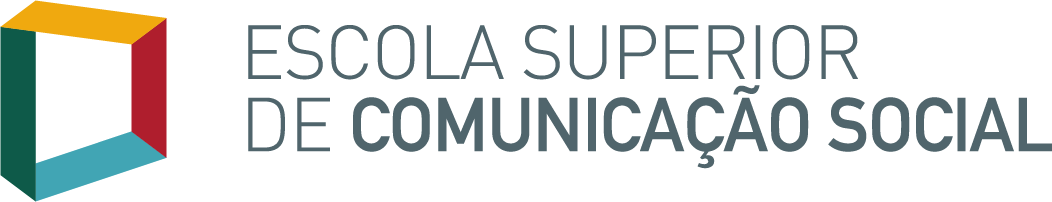 ESCOLA SUPERIOR
DE COMUNICAÇÃO SOCIAL